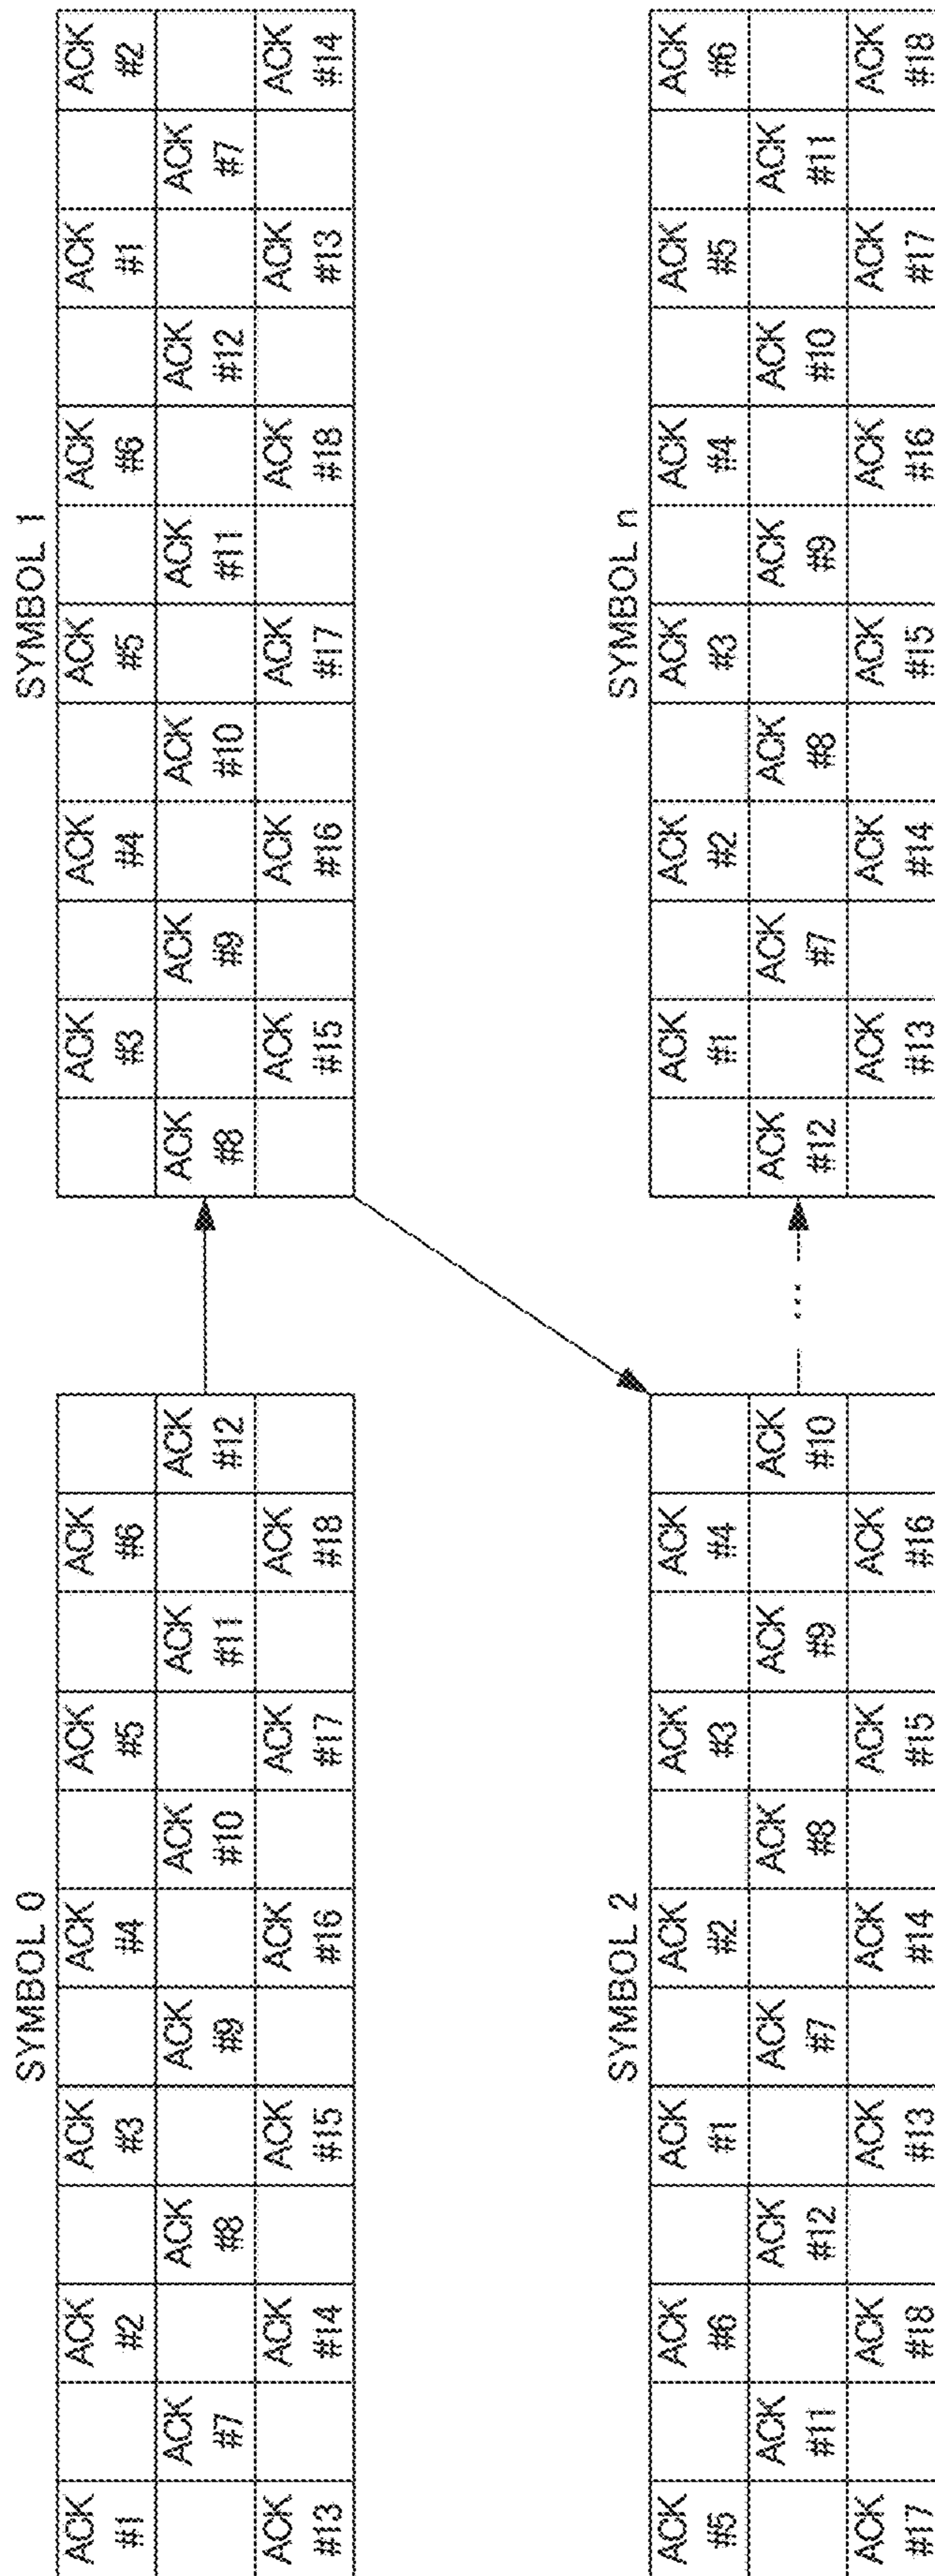 SYMBOL 0
ACK ACK ACK ACK ACK ACK
#1 #2 #3 #4 #5 #6
ACK ACK ACK ACK ACK ACK
#7 #8 #9 #10 #11 #12
ACK ACK ACK ACK ACK ACK
#13 #14 #15 #16 #17 #18
SYMBOL 1
ACK ACK ACK ACK ACK ACK
#3 #4 #5 #6 #1 #2
ACK ACK ACK ACK ACK ACK
#8 #9 #10 #11 #12 #7
ACK ACK ACK ACK ACK ACK
#15 #16 #17 #18 #13 #14
SYMBOL 2
ACK ACK ACK ACK ACK ACK
#5 #6 #1 #2 #3 #4
ACK ACK ACK ACK ACK ACK
#11 #12 #7 #8 #9 #10
ACK ACK ACK ACK ACK ACK
#17 #18 #13 #14 #15 #16
...
SYMBOL n
ACK ACK ACK ACK ACK ACK
#1 #2 #3 #4 #5 #6
ACK ACK ACK ACK ACK ACK
#12 #7 #8 #9 #10 #11
ACK ACK ACK ACK ACK ACK
#13 #14 #15 #16 #17 #18